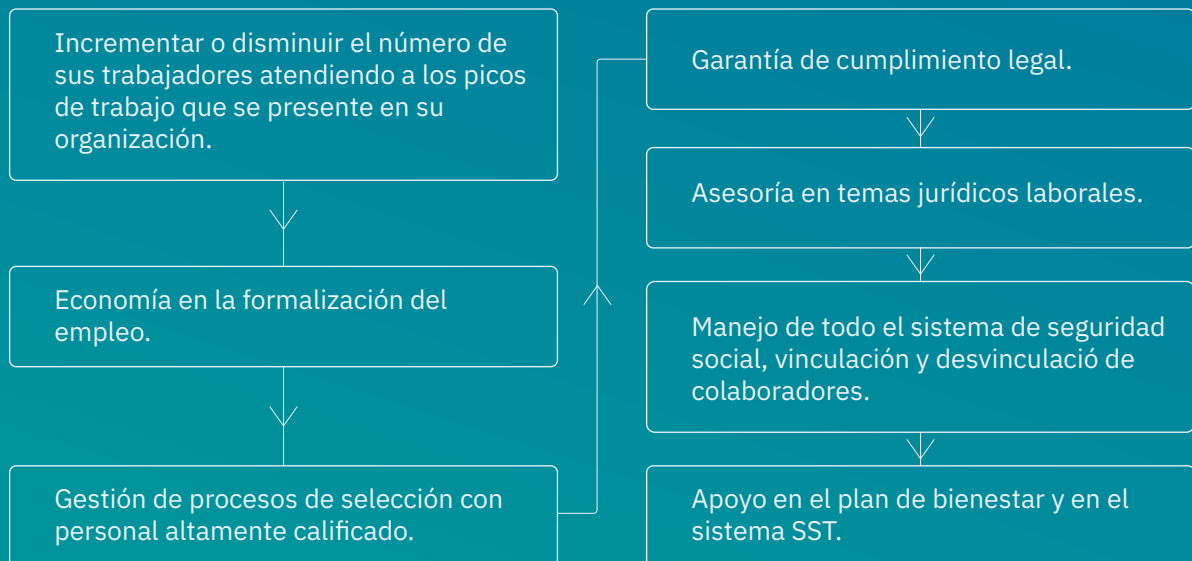 Incrementar o disminuir el número de
sus trabajadores atendiendo a los picos
de trabajo que se presente en su
organización.
Economía en la formalización del
empleo.
Gestión de procesos de selección con
personal altamente calificado.
Garantía de cumplimiento legal.
Asesoría en temas jurídicos laborales.
Manejo de todo el sistema de seguridad
social, vinculación y desvinculació de
colaboradores.
Apoyo en el plan de bienestar y en el
sistema SST.